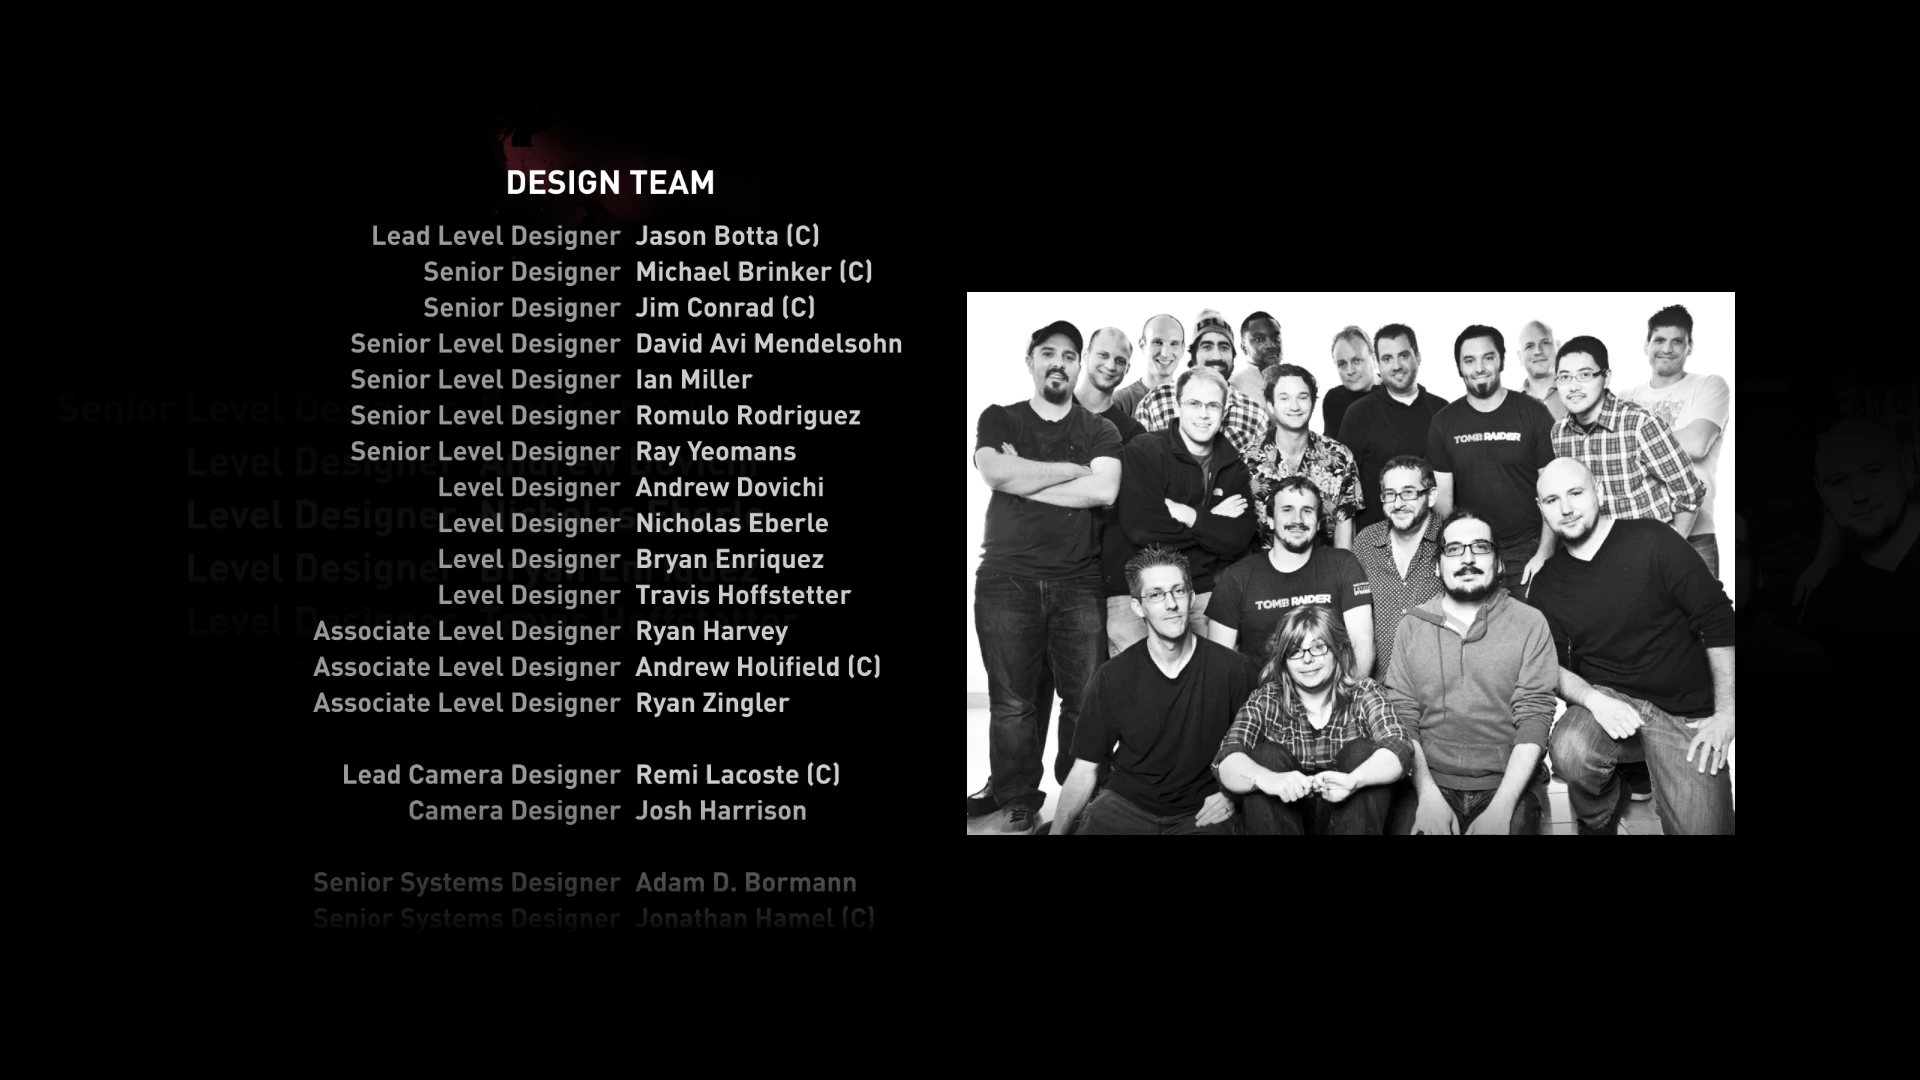 DESIGN TEAM
Lead Level Designer Jason Botta (C)
Senior Designer Michael Brinker (C)
Senior Designer Jim Conrad (C)
Senior Level Designer David Avi Mendelsohn
Senior Level Designer Ian Miller
Senior Level Designer Romulo Rodriguez
Senior Level Designer Ray Yeomans
Level Designer Andrew Dovichi
Level Designer Nicholas Eberle
Level Designer Bryan Enriquez
Level Designer Travis Hoffstetter
Associate Level Designer Ryan Harvey
Associate Level Designer Andrew Holifield (C)
Associate Level Designer Ryan Zingler
Lead Camera Designer Remi Lacoste (C)
Camera Designer Josh Harrison
Senior Systems Designer Adam D. Bormann
Senior Systems Designer Jonathan Hamel (C)
TOMB RAIDER
TOMB RAIDER